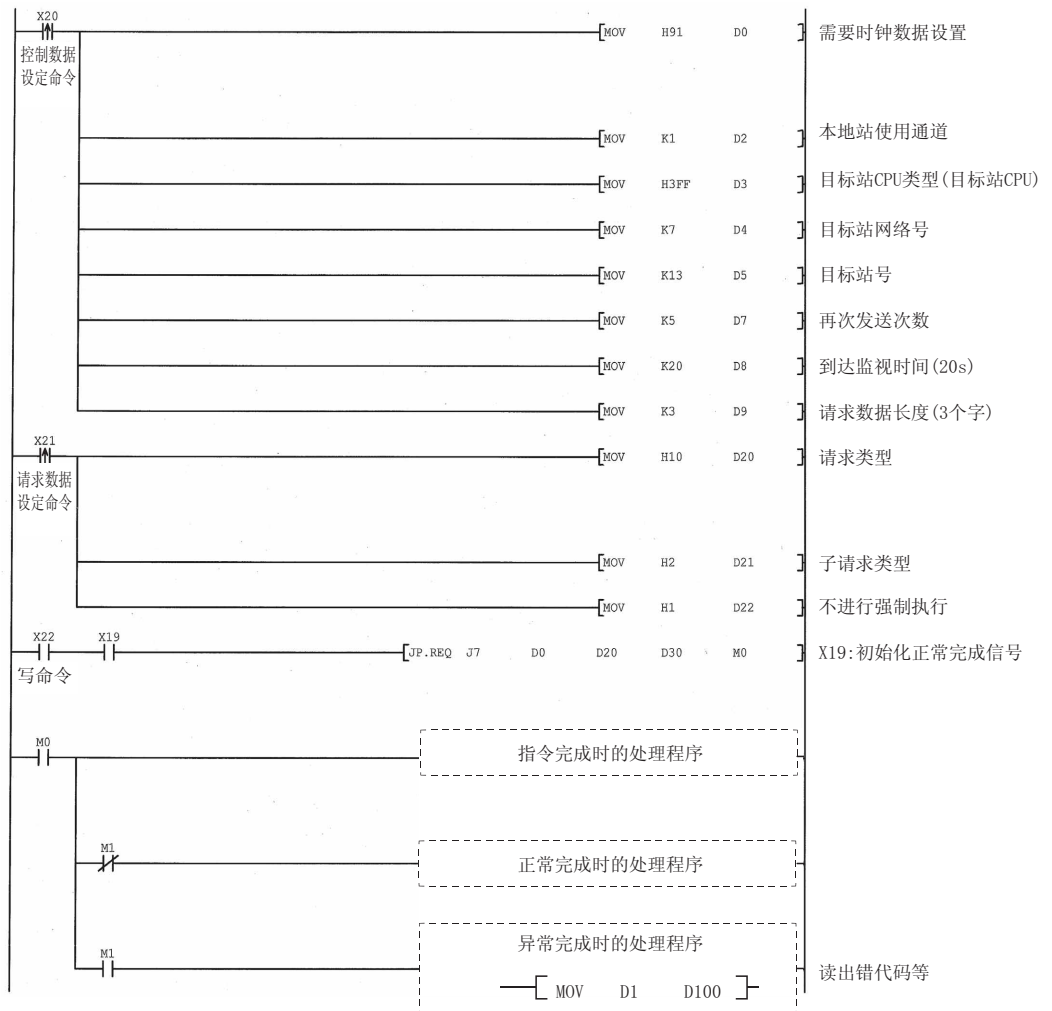 X20
控制数据
设定命令
MOV H91 D0 需要时钟数据设置
MOV K1 D2 本地站使用通道
MOV H3FF D3 目标站CPU类型(目标站CPU)
MOV K7 D4 目标站网络号
MOV K13 D5 目标站号
MOV K5 D7 再次发送次数
MOV K20 D8 到达监视时间(20s)
MOV K3 D9 请求数据长度(3个字)
X21
请求数据
设定命令
MOV H10 D20 请求类型
MOV H2 D21 子请求类型
MOV H1 D22 不进行强制执行
X22 X19
写命令
JP.REQ J7 D0 D20 D30 M0 X19:初始化正常完成信号
M0
指令完成时的处理程序
M1
正常完成时的处理程序
M1
异常完成时的处理程序
MOV D1 D100 读出错代码等